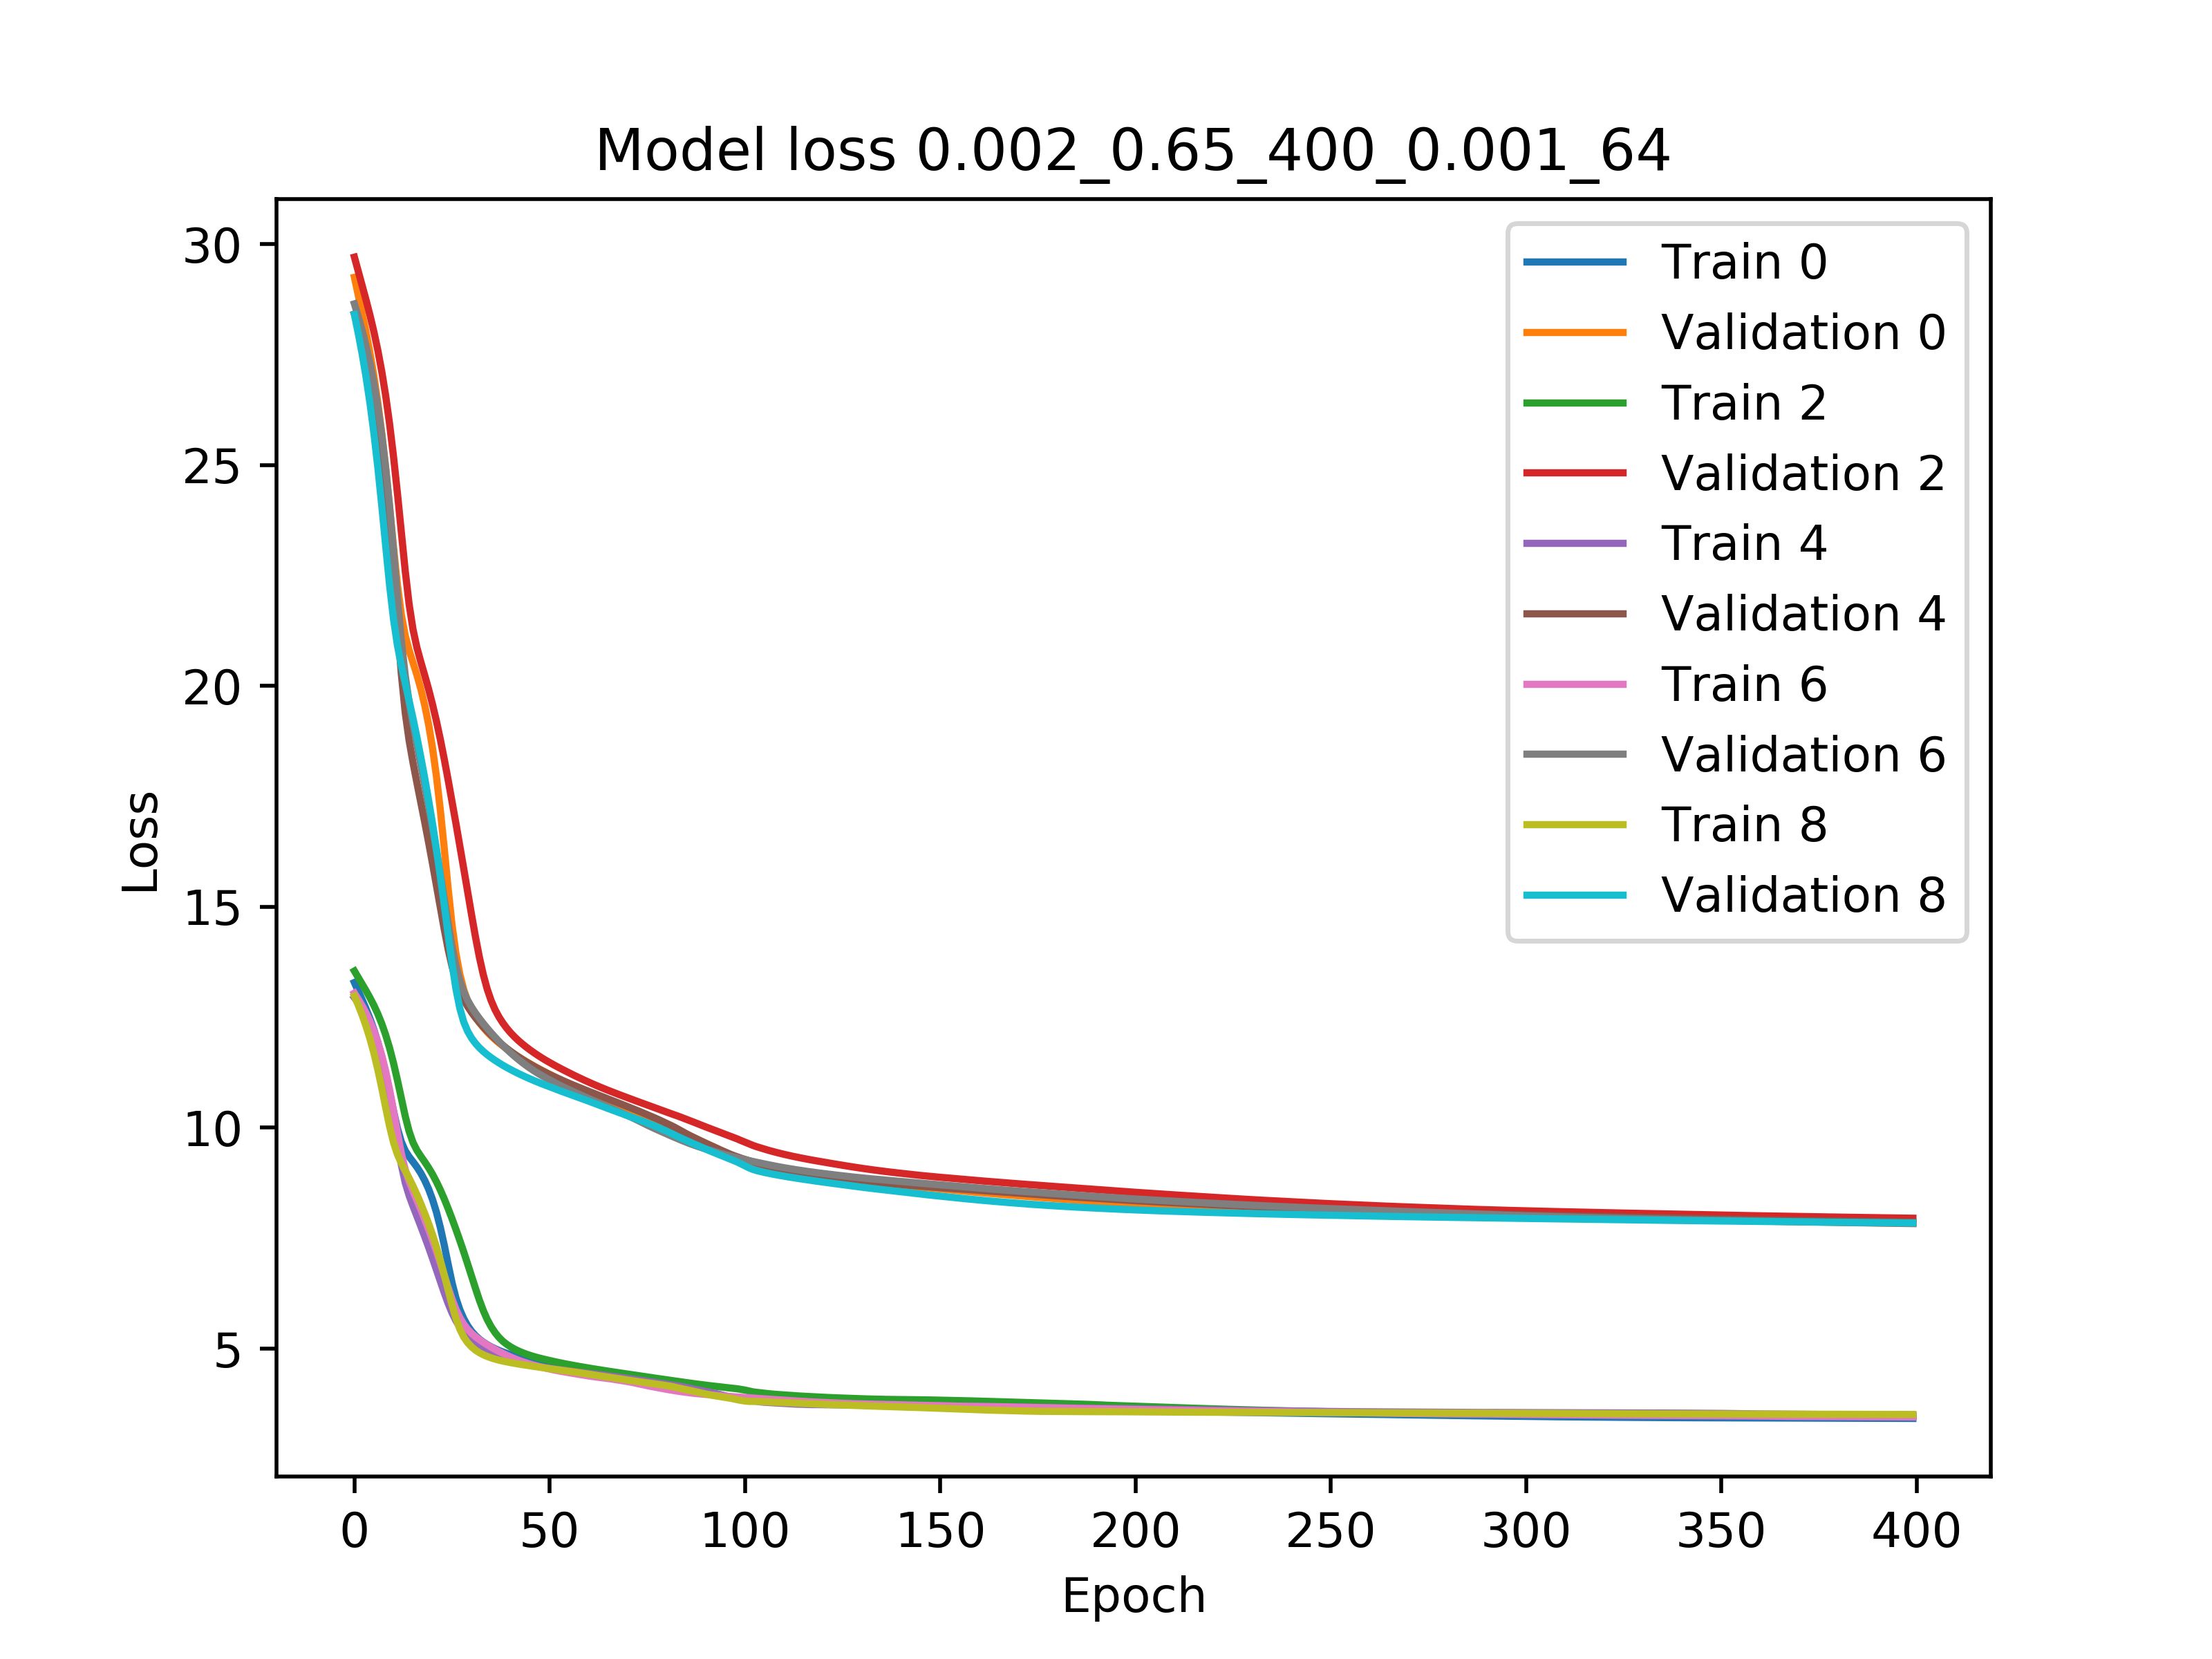 Model loss 0.002_0.65_400_0.001_64
30
25
20
15
10
5
Loss
Train 0
Validation 0
Train 2
Validation 2
Train 4
Validation 4
Train 6
Validation 6
Train 8
Validation 8
0 50 100 150 200 250 300 350 400
Epoch